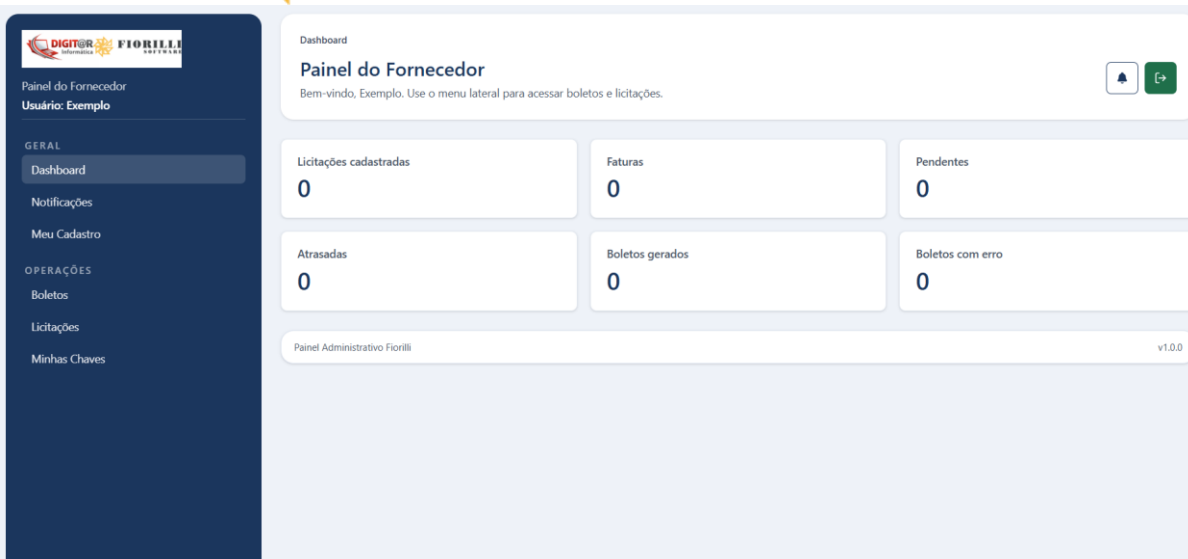 DIGIT@R
Informática
FIORILLI
SOFTWARE
Painel do Fornecedor
Usuário: Exemplo
GERAL
Dashboard
Notificações
Meu Cadastro
OPERAÇÕES
Boletos
Licitações
Minhas Chaves
Dashboard
Painel do Fornecedor
Bem-vindo, Exemplo. Use o menu lateral para acessar boletos e licitações.
Licitações cadastradas
0
Faturas
0
Pendentes
0
Atrasadas
0
Boletos gerados
0
Boletos com erro
0
Painel Administrativo Fiorilli
v1.0.0